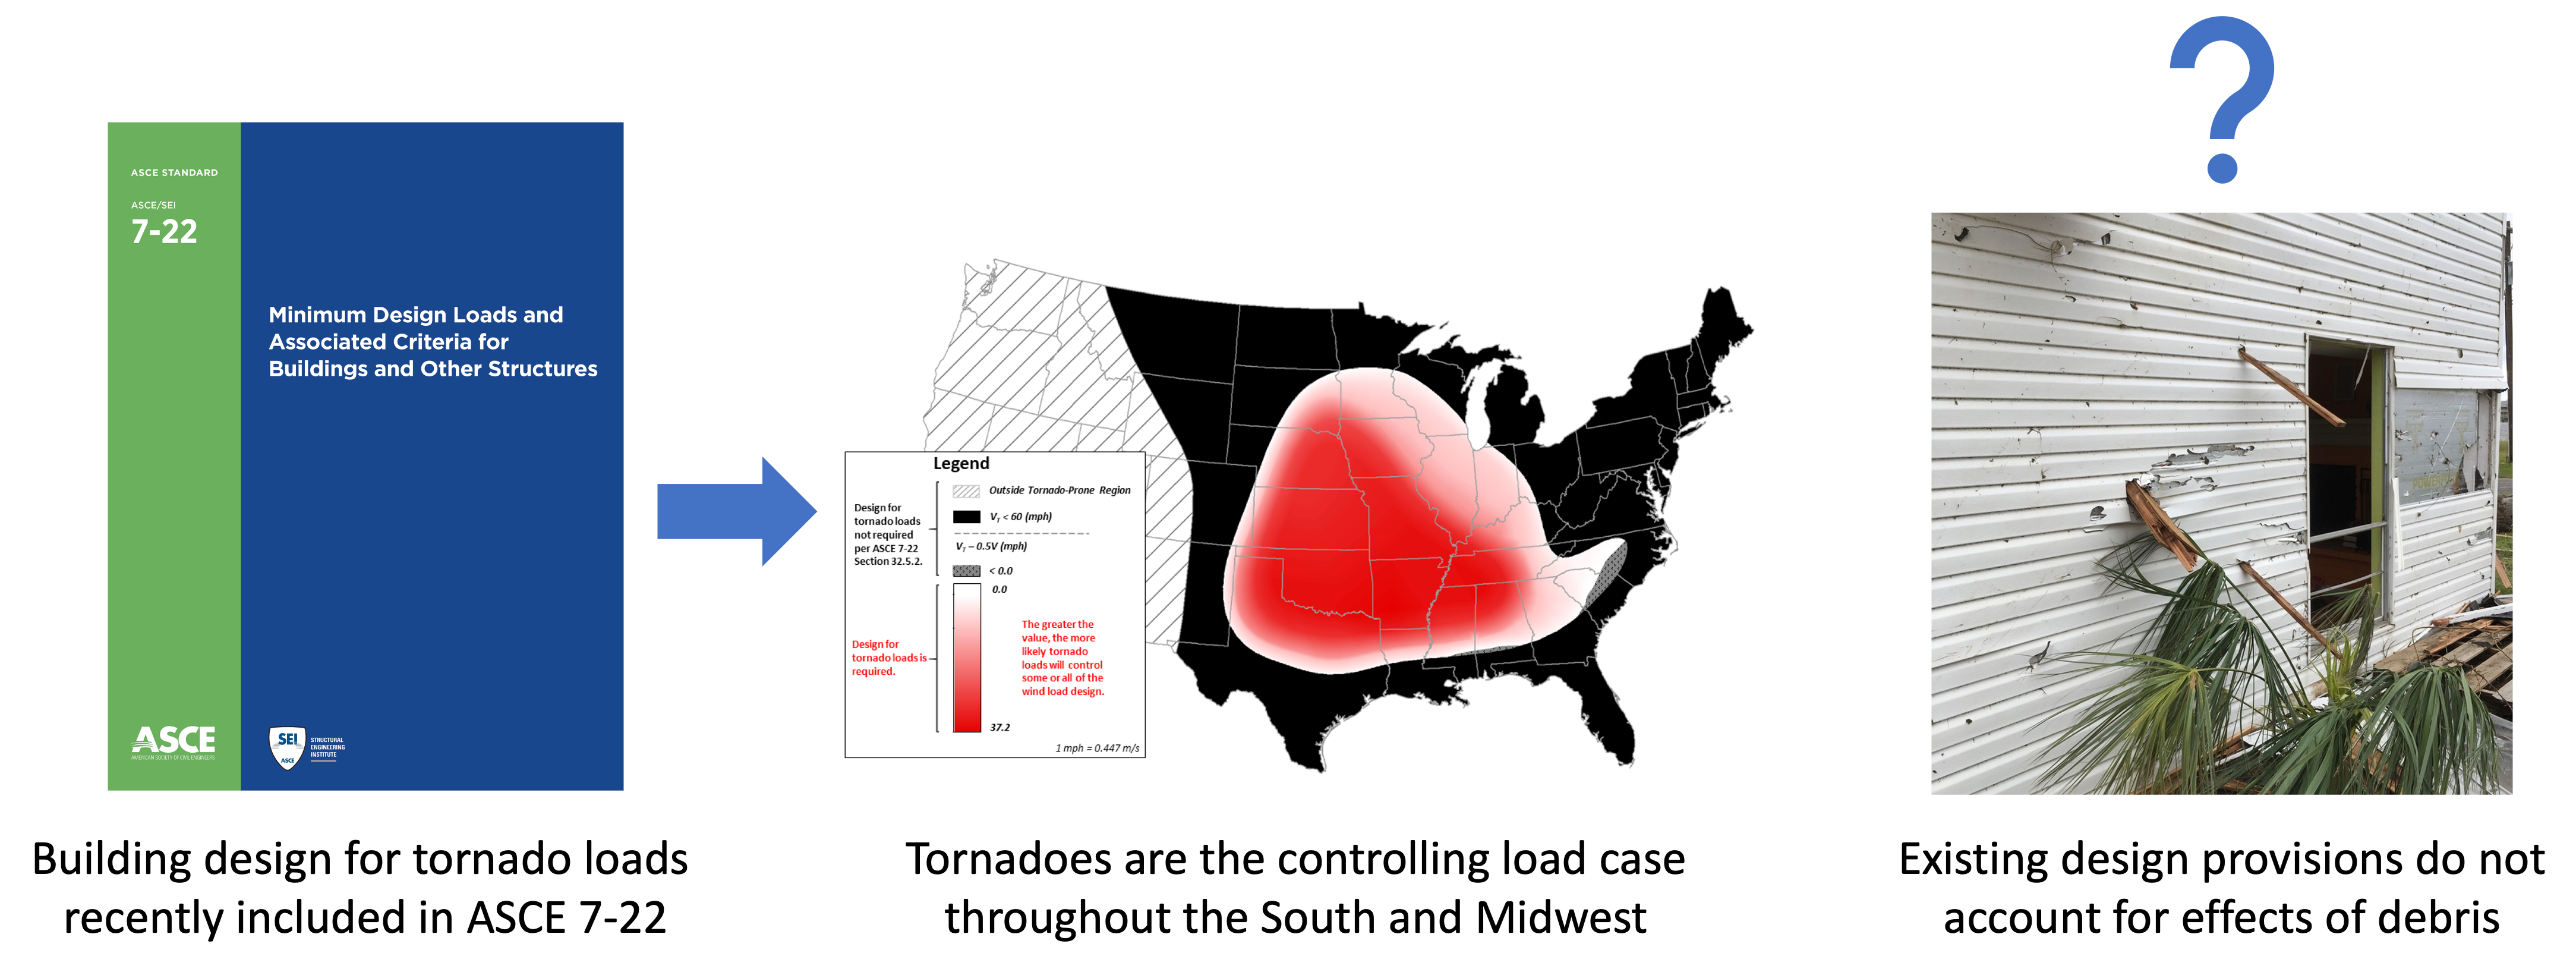 ASCE STANDARD
ASCE/SEI
7-22
Minimum Design Loads and
Associated Criteria for
Buildings and Other Structures
ASCE
AMERICAN SOCIETY OF CIVIL ENGINEERS
SEI
ASCE
STRUCTURAL
ENGINEERING
INSTITUTE
Building design for tornado loads
recently included in ASCE 7-22
Legend
Design for
tornado loads
not required
per ASCE 7-22
Section 32.5.2.
Outside Tornado-Prone Region
VT < 60 (mph)
VT – 0.5V (mph)
< 0.0
0.0
Design for
tornado loads is
required.
The greater the
value, the more
likely tornado
loads will control
some or all of the
wind load design.
37.2
1 mph = 0.447 m/s
Tornadoes are the controlling load case
throughout the South and Midwest
?
Existing design provisions do not
account for effects of debris